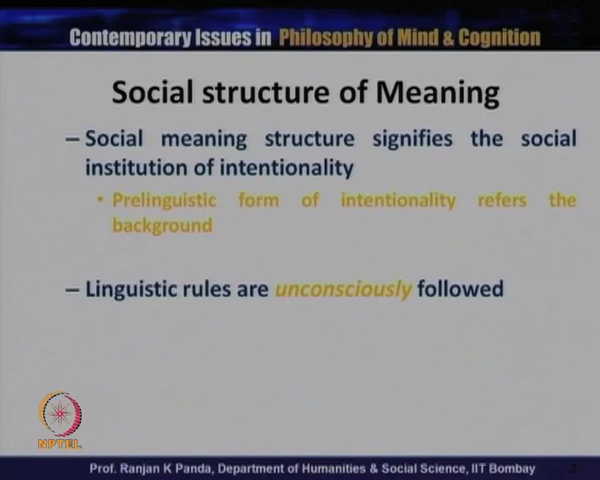 Contemporary Issues in Philosophy of Mind & Cognition
Social structure of Meaning
– Social meaning structure signifies the social
institution of intentionality
• Prelinguistic form of intentionality refers the
background
– Linguistic rules are unconsciously followed
NPTEL
Prof. Ranjan K Panda, Department of Humanities & Social Science, IIT Bombay
2